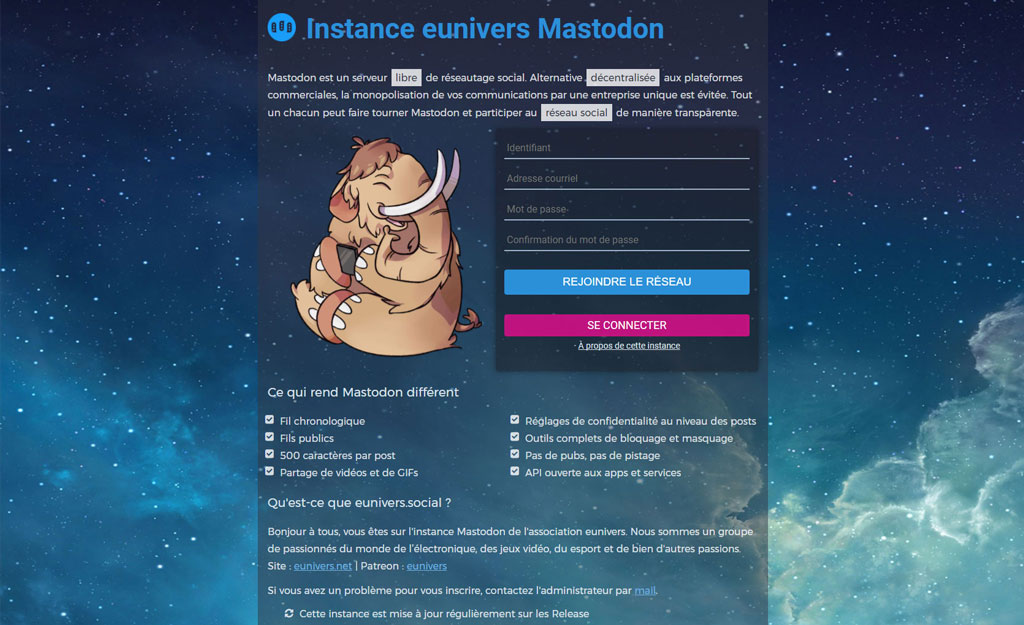 Instance eunivers Mastodon
Mastodon est un serveur libre de réseautage social. Alternative décentralisée aux plateformes
commerciales, la monopolisation de vos communications par une entreprise unique est évitée. Tout
un chacun peut faire tourner Mastodon et participer au réseau social de manière transparente.
Identifiant
Adresse courriel
Mot de passe
Confirmation du mot de passe
REJOINDRE LE RÉSEAU
SE CONNECTER
À propos de cette instance
Ce qui rend Mastodon différent
Fil chronologique
Fils publics
500 caractères par post
Partage de vidéos et de GIFs
Réglages de confidentialité au niveau des posts
Outils complets de bloquage et masquage
Pas de pubs, pas de pistage
API ouverte aux apps et services
Qu'est-ce que eunivers.social ?
Bonjour à tous, vous êtes sur l'instance Mastodon de l'association eunivers. Nous sommes un groupe
de passionnés du monde de l'électronique, des jeux vidéo, du esport et de bien d'autres passions.
Site : eunivers.net | Patreon : eunivers
Si vous avez un problème pour vous inscrire, contactez l'administrateur par mail.
Cette instance est mise à jour régulièrement sur les Release